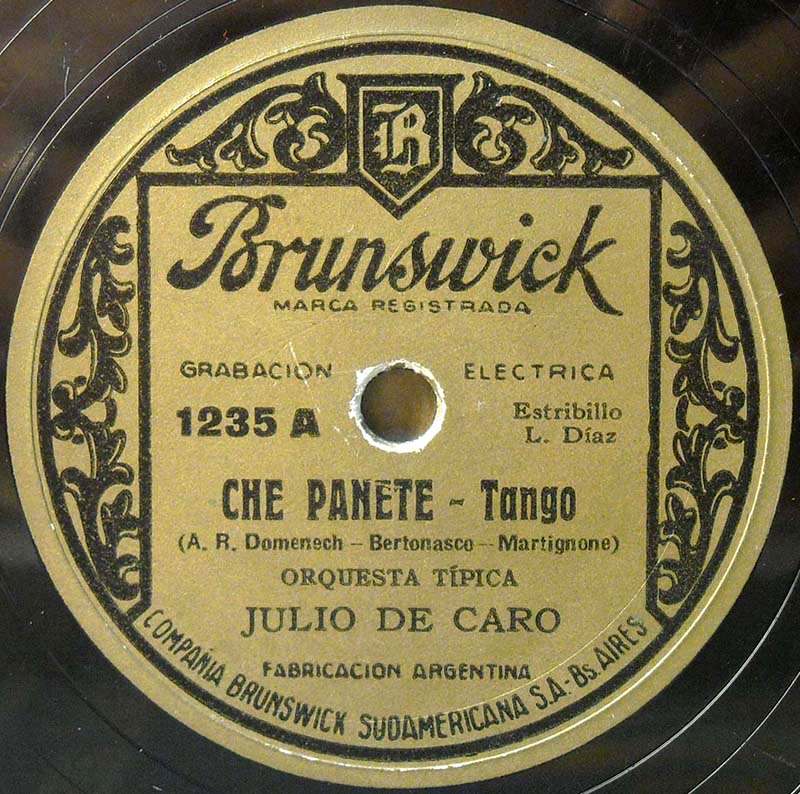 B
Brunswick
MARCA REGISTRADA
GRABACION ELECTRICA
1235 A
Estribillo
L. Díaz
CHE PANETE - Tango
(A. R. Domenech - Bertonasco - Martignone)
ORQUESTA TÍPICA
JULIO DE CARO
FABRICACION ARGENTINA
COMPAÑIA BRUNSWICK SUDAMERICANA S.A.-Bs. AIRES